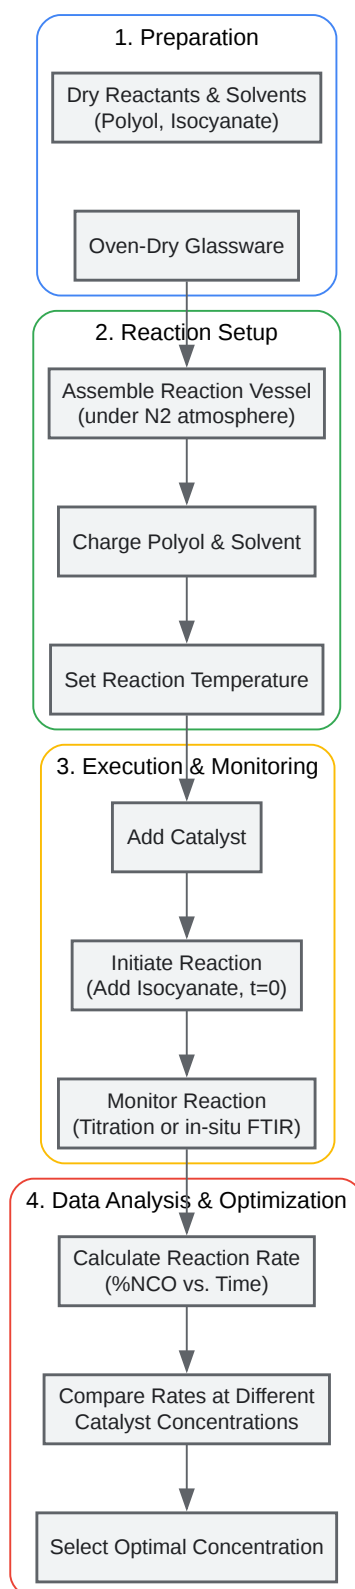 1. Preparation
Dry Reactants & Solvents
(Polyol, Isocyanate)
Oven-Dry Glassware
2. Reaction Setup
Assemble Reaction Vessel
(under N2 atmosphere)
Charge Polyol & Solvent
Set Reaction Temperature
3. Execution & Monitoring
Add Catalyst
Initiate Reaction
(Add Isocyanate, t=0)
Monitor Reaction
(Titration or in-situ FTIR)
4. Data Analysis & Optimization
Calculate Reaction Rate
(%NCO vs. Time)
Compare Rates at Different
Catalyst Concentrations
Select Optimal Concentration